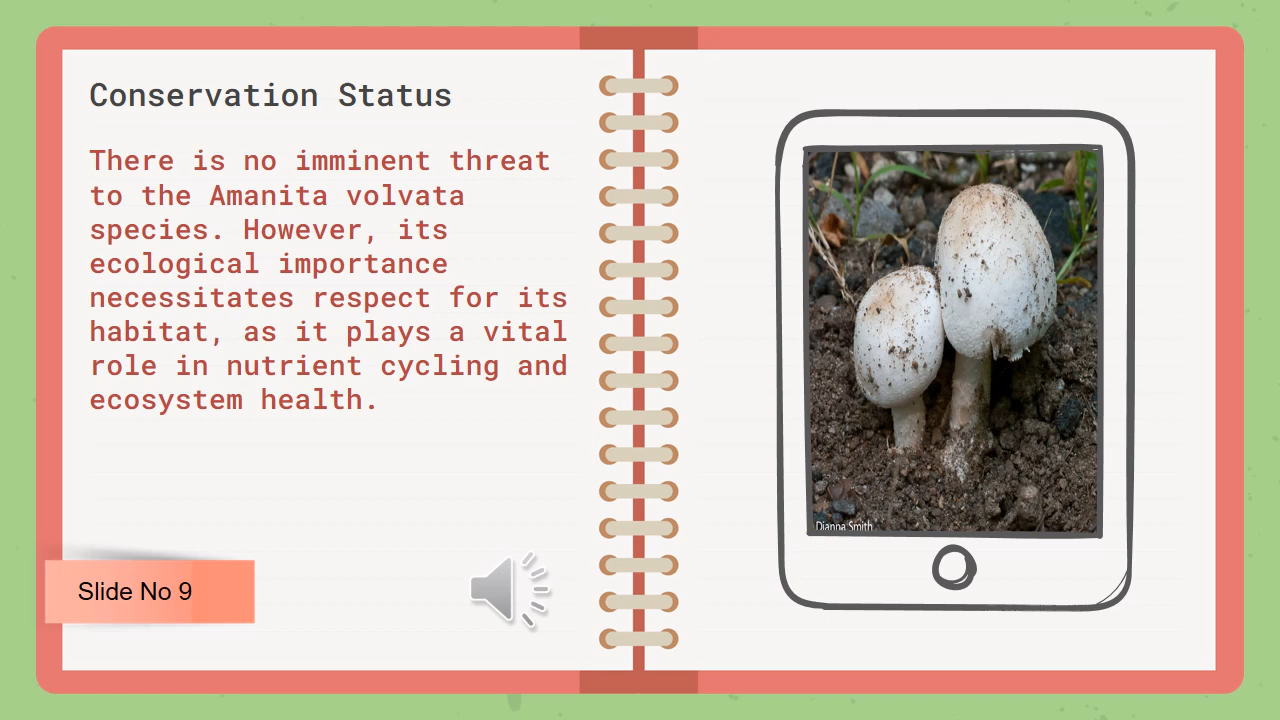 Conservation Status
There is no imminent threat
to the Amanita volvata
species. However, its
ecological importance
necessitates respect for its
habitat, as it plays a vital
role in nutrient cycling and
ecosystem health.
Slide No 9
Dianna Smith